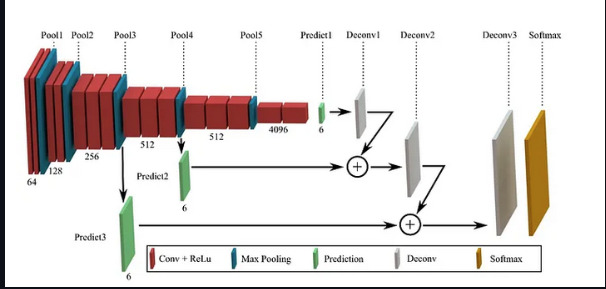 Pool1 Pool2 Pool3 Pool4 Pool5 Predict1 Deconv1 Deconv2 Deconv3 Softmax
64
128
256
512
512
4096
6
Predict2
6
Predict3
6
Conv + ReLu Max Pooling Prediction Deconv Softmax